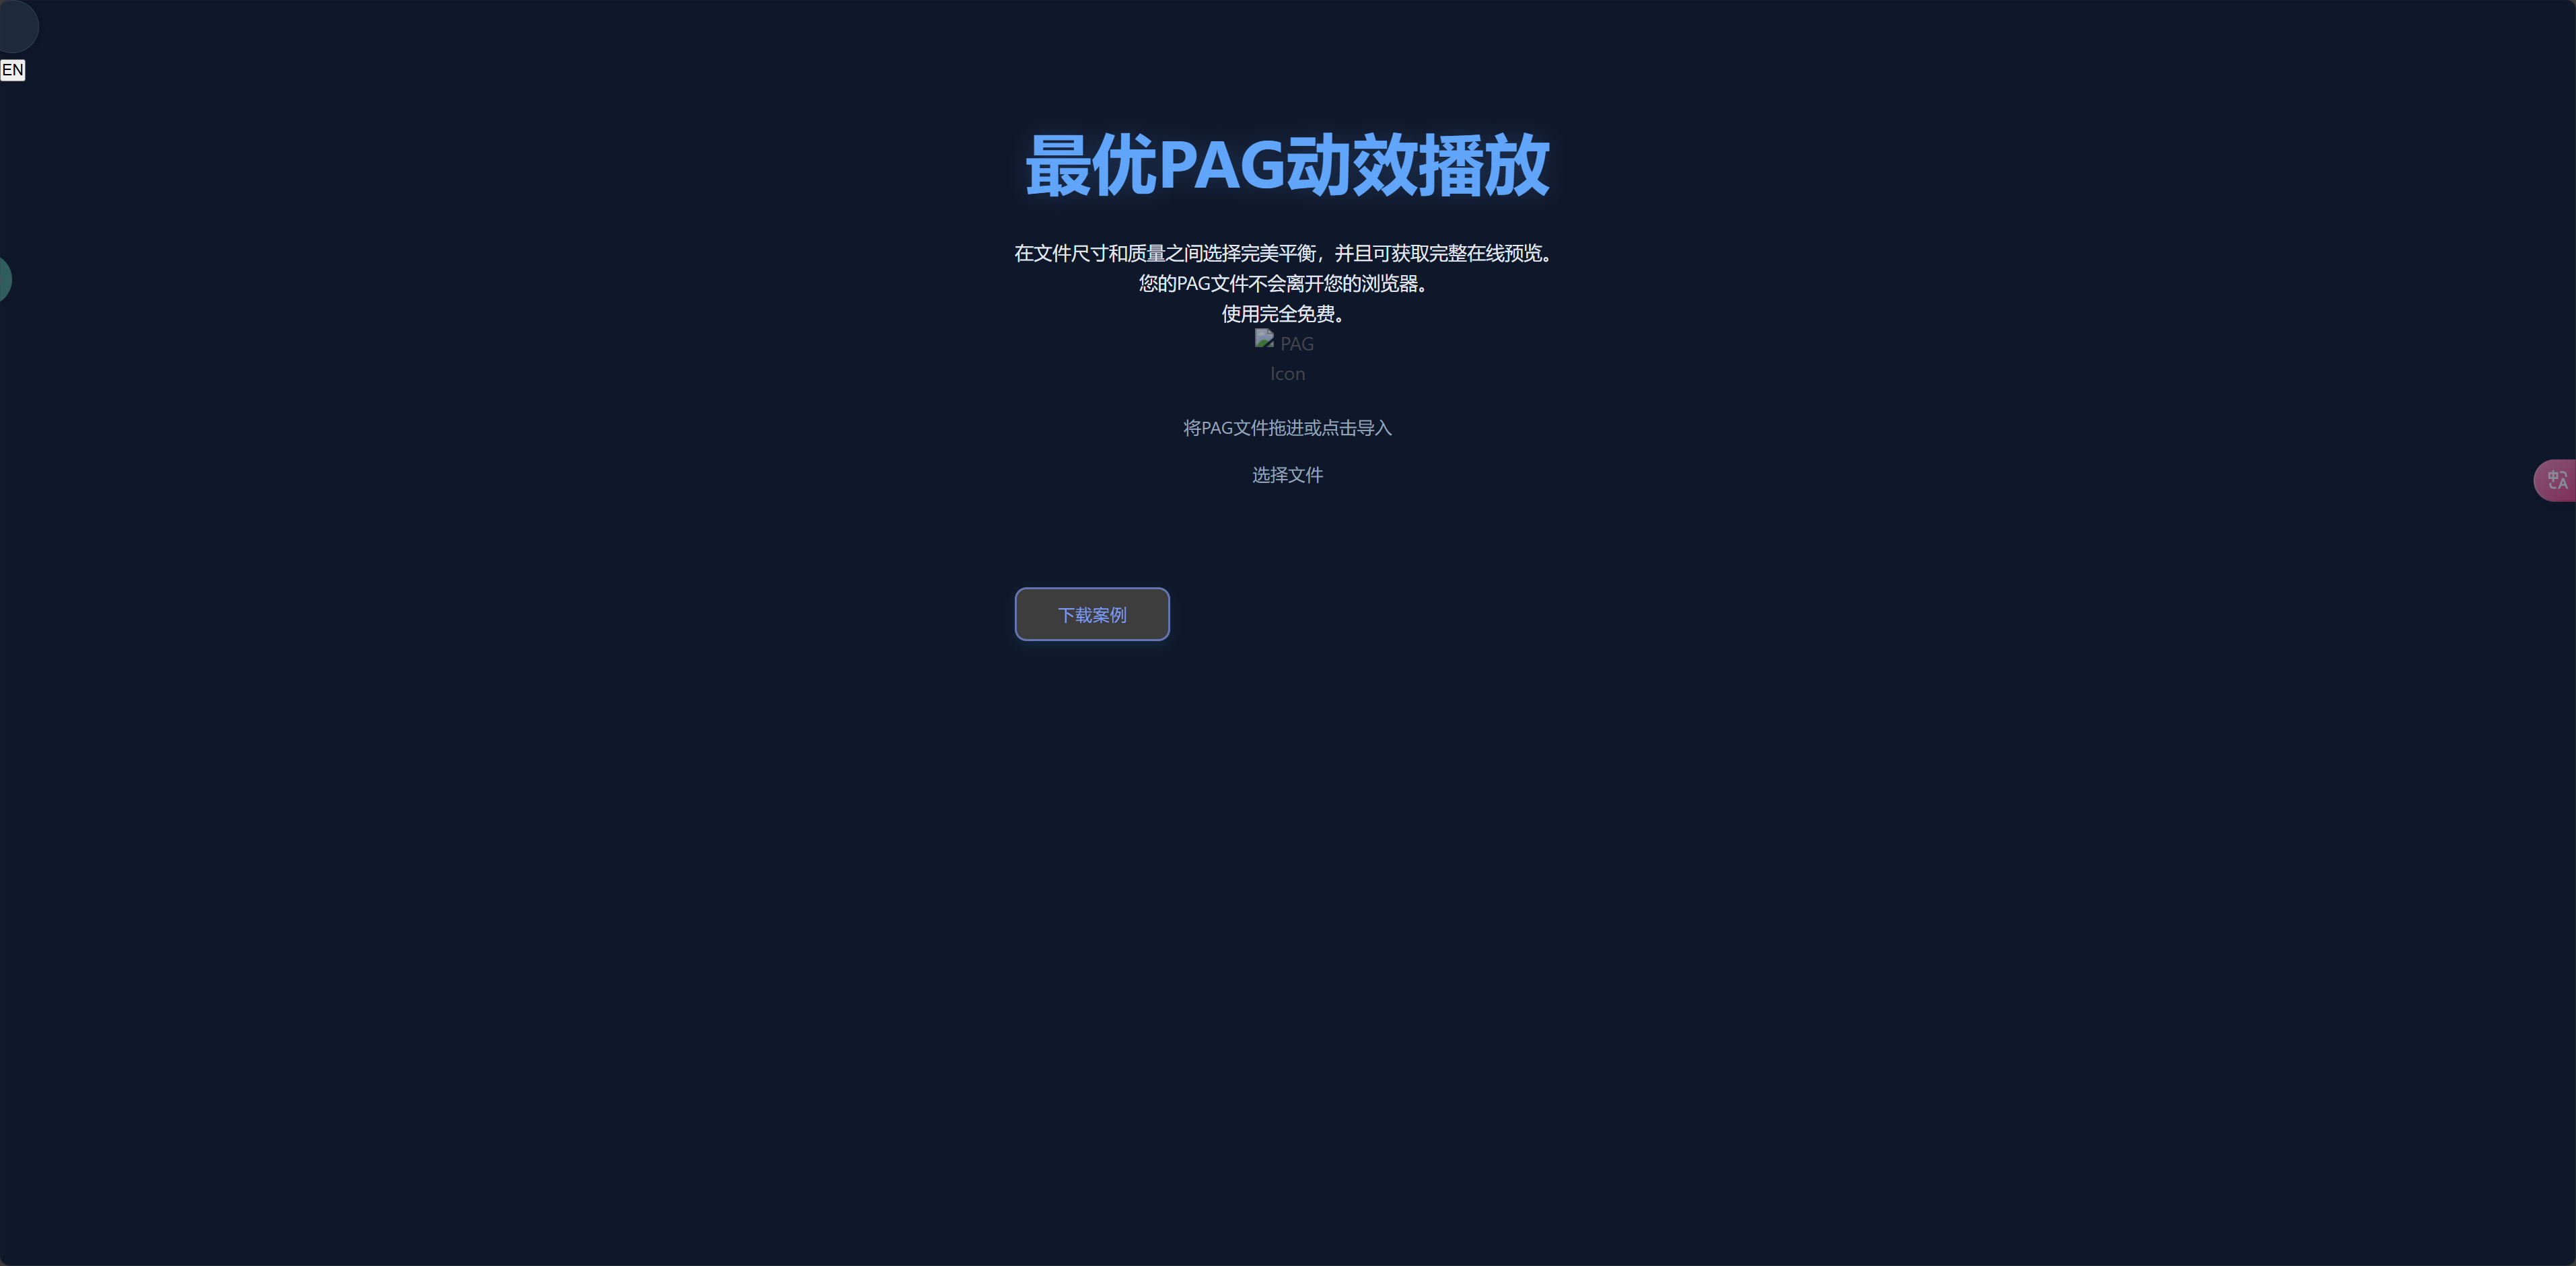 EN
最优PAG动效播放
在文件尺寸和质量之间选择完美平衡，并且可获取完整在线预览。
您的PAG文件不会离开您的浏览器。
使用完全免费。
PAG
Icon
将PAG文件拖进或点击导入
选择文件
中
A
下载案例